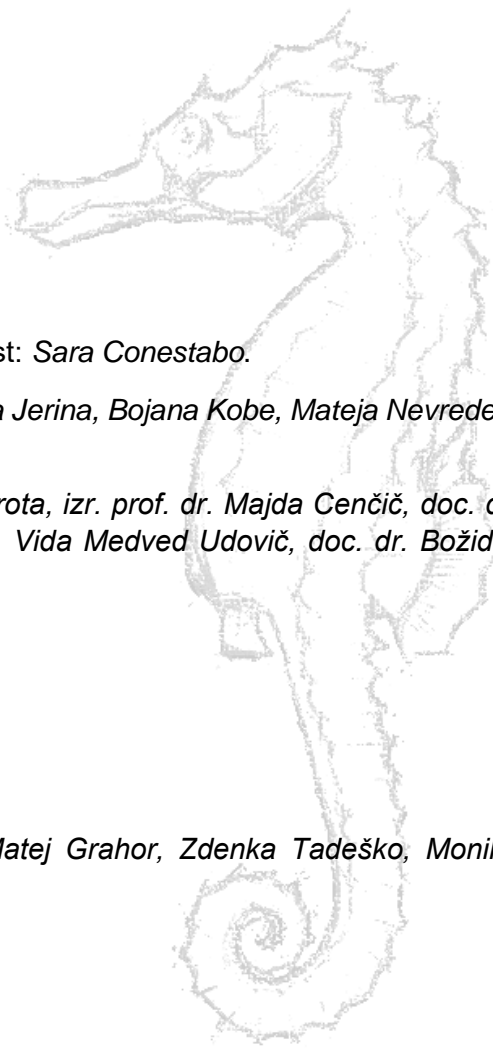 st: Sara Conestabo.
a Jerina, Bojana Kobe, Mateja Nevrede
rota, izr. prof. dr. Majda Cenčič, doc. d
Vida Medved Udovič, doc. dr. Božid
Matej Grahor, Zdenka Tadeško, Moni